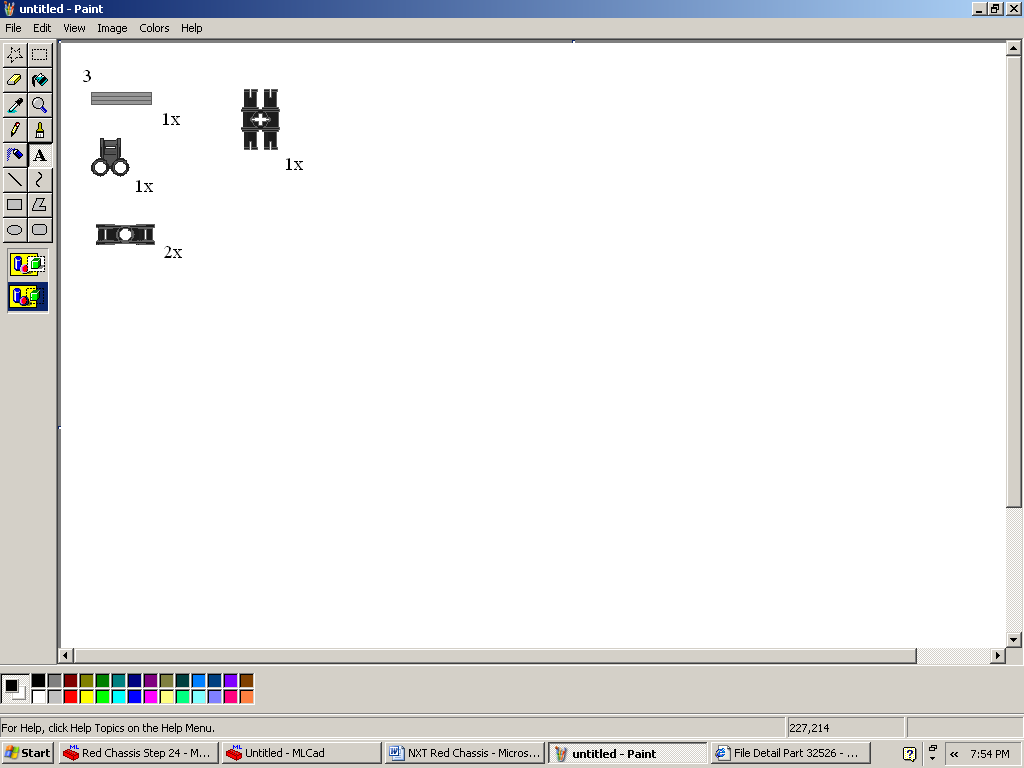 untitled - Paint
File Edit View Image Colors Help
3
1x
1x
1x
2x
A
For Help, click Help Topics on the Help Menu.
227,214
Start
Red Chassis Step 24 - M...
Untitled - MLCad
NXT Red Chassis - Micros...
untitled - Paint
File Detail Part 32526 - ...
7:54 PM